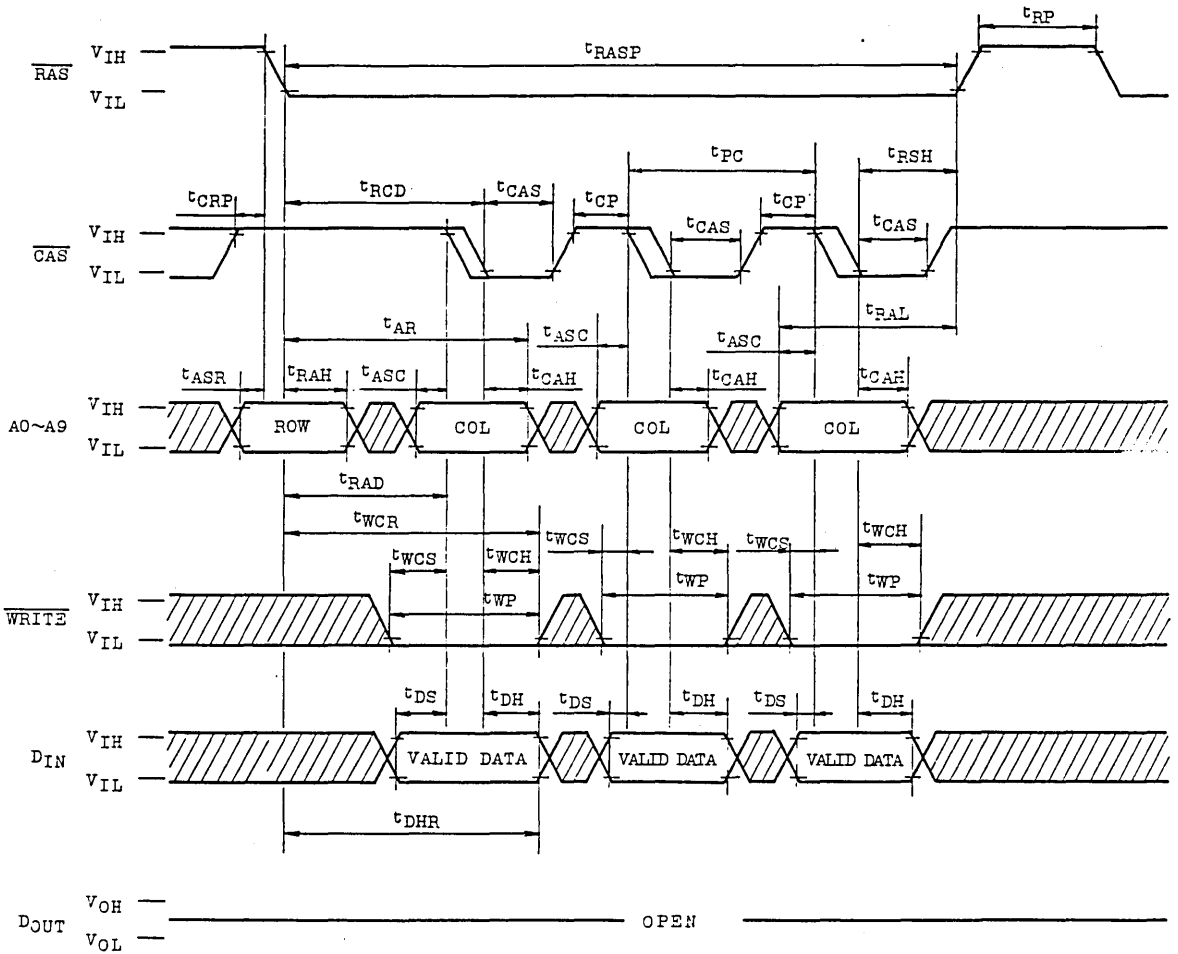 tRP
VIH
RAS
tRASP
VIL
tPC
tRSH
tRCD
tCAS
tCRP
tCP
tCP
tCAS
tCAS
VIH
CAS
VIL
tRAL
tAR
tASC
tASC
tASR
tRAH
tASC
tCAH
tCAH
tCAH
VIH
A0~A9
ROW
COL
COL
COL
VIL
tRAD
tWCR
tWCS
tWCH
tWCS
tWCH
tWCS
tWCH
tWP
tWP
tWP
VIH
WRITE
VIL
tDS
tDH
tDS
tDH
tDS
tDH
VIH
DIN
VALID DATA
VALID DATA
VALID DATA
VIL
tDHR
VOH
DOUT
OPEN
VOL